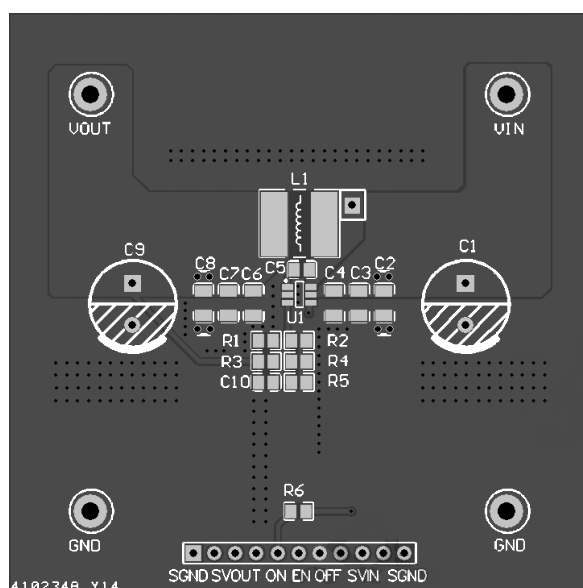 VOUT
VIN
L1
C9
C1
C8
C7
C6
C5
C4
C3
C2
U1
R1
R2
R3
R4
C10
R5
R6
GND
GND
SGND SVOUT ON EN OFF SVIN SGND